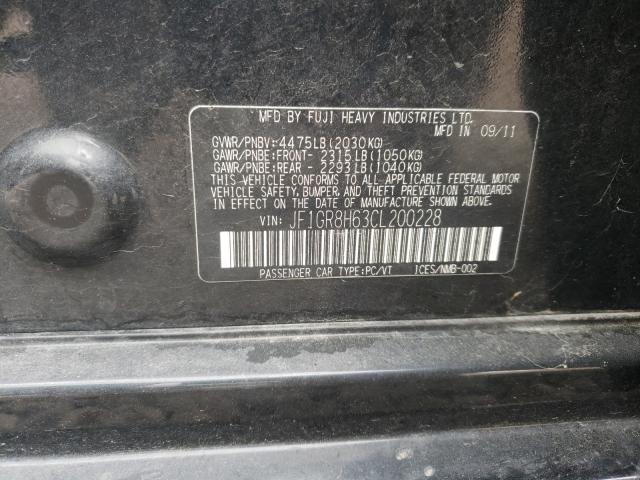 MFD BY FUJI HEAVY INDUSTRIES LTD.
MFD IN 09/11
GVWR/PNBV:4475LB(2030KG)
GAWR/PNBE:FRONT- 2315LB(1050KG)
GAWR/PNBE:REAR - 2293LB(1040KG)
THIS VEHICLE CONFORMS TO ALL APPLICABLE FEDERAL MOTOR
VEHICLE SAFETY, BUMPER, AND THEFT PREVENTION STANDARDS
IN EFFECT ON THE DATE OF MANUFACTURE SHOWN ABOVE.
VIN: JF1GR8H63CL200228
PASSENGER CAR TYPE:PC/VT ICES/NMB-002